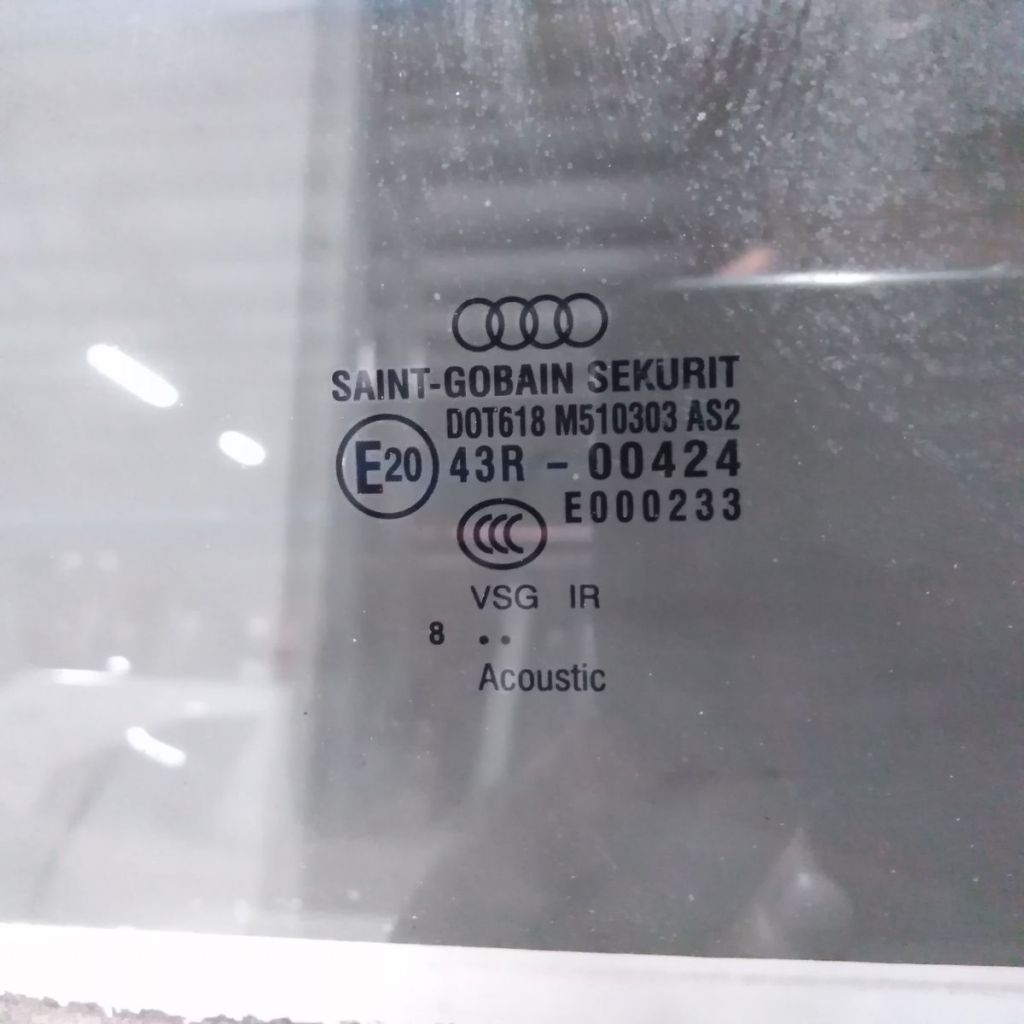 SAINT-GOBAIN SEKURIT
DOT618 M510303 AS2
E20 43R - 00424
E000233
CCC
VSG IR
8 ..
Acoustic